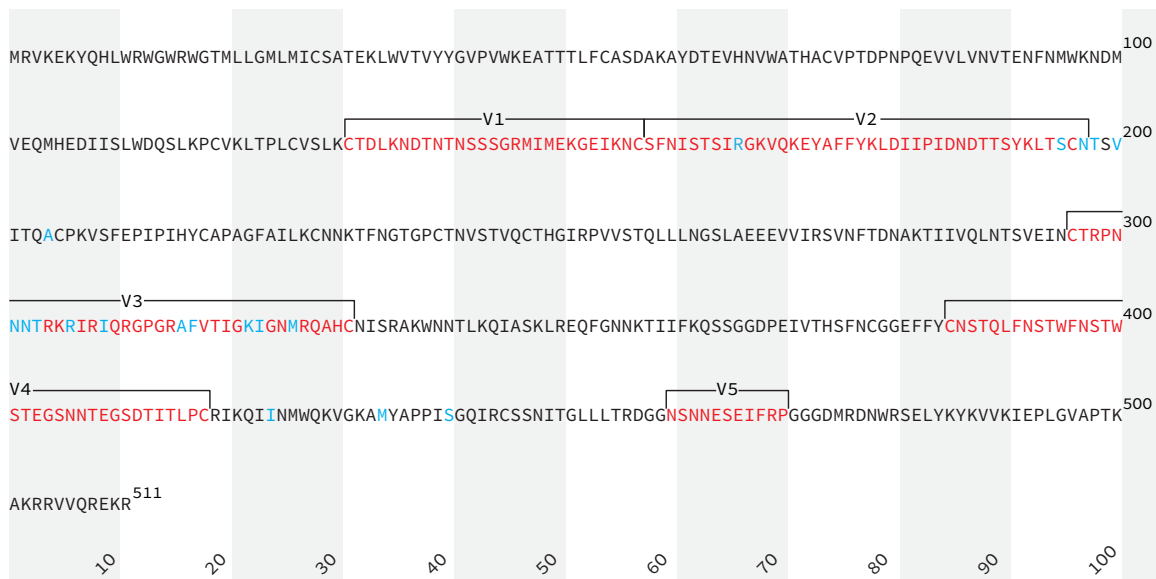 MRVKEKYQHLWRWGWRWGTMLLGMLMICSATEKLWVTVYYGVPVWKEATTTLFCASDAKAYDTEVHNVWATHACVPTDPNPQEVVLVNVTENFNMWKNDM 100
V1 V2
VEQMHEDIISLWDQSLKPCVKLTPLCVSLKCTDLKNDTNTNSSSGRMIMEKGEIKNCSFNISTSIRGKVQKEYAFFYKLDIIPIDNDTTSYKLTSCNTSV 200
ITQACPKVSFEPIPIHYCAPAGFAILKCNNKTFNGTGPCTNVSTVQCTHGIRPVVSTQLLLNGSLAEEEVVIRSVNFTDNAKTIIVQLNTSVEINCTRPN 300
V3
NNTRKRIRIQRGPGRAFVTIGKIGNMRQAHCNISRAKWNNTLKQIASKLREQFGNNKTIIFKQSSGGDPEIVTHSFNCGGEFFYCNSTQLFNSTWFNSTW 400
V4 V5
STEGSNNTEGSDTITLPCRIKQIINMWQKVGKAMYAPPISGQIRCSSNITGLLLTRDGGNSNNESEIFRPGGGDMRDNWRSELYKYKVVKIEPLGVAPTK 500
AKRRVVQREKR 511
10 20 30 40 50 60 70 80 90 100